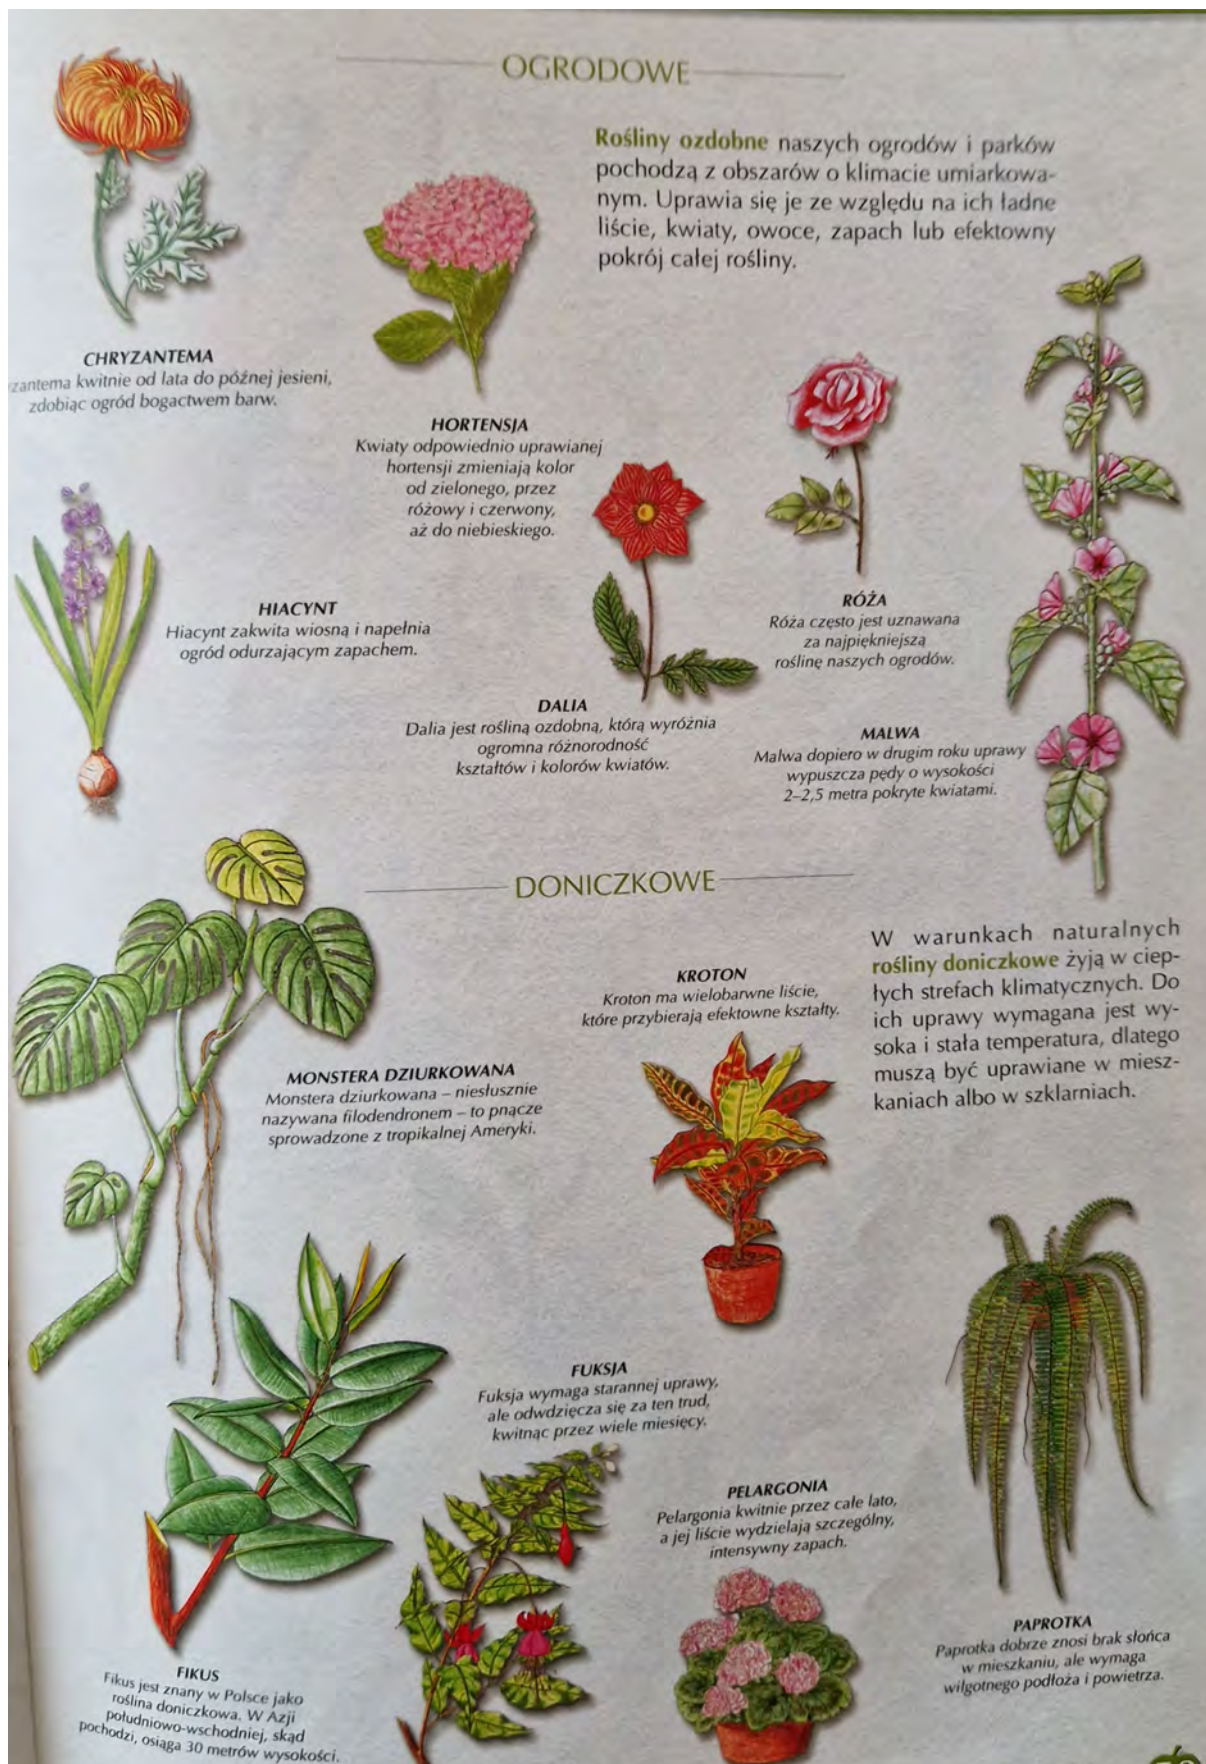 OGRODOWE
Rośliny ozdobne naszych ogrodów i parków
pochodzą z obszarów o klimacie umiarkowa-
nym. Uprawia się je ze względu na ich ładne
liście, kwiaty, owoce, zapach lub efektowny
pokrój całej rośliny.
CHRYZANTEMA
zantema kwitnie od lata do późnej jesieni,
zdobiąc ogród bogactwem barw.
HORTENSJA
Kwiaty odpowiednio uprawianej
hortensji zmieniają kolor
od zielonego, przez
różowy i czerwony,
aż do niebieskiego.
HIACYNT
Hiacynt zakwita wiosną i napełnia
ogród odurzającym zapachem.
RÓŻA
Róża często jest uznawana
za najpiękniejszą
roślinę naszych ogrodów.
DALIA
Dalia jest rośliną ozdobną, którą wyróżnia
ogromna różnorodność
kształtów i kolorów kwiatów.
MALWA
Malwa dopiero w drugim roku uprawy
wypuszcza pędy o wysokości
2–2,5 metra pokryte kwiatami.
DONICZKOWE
W warunkach naturalnych
rośliny doniczkowe żyją w ciep-
łych strefach klimatycznych. Do
ich uprawy wymagana jest wy-
soka i stała temperatura, dlatego
muszą być uprawiane w miesz-
kaniach albo w szklarniach.
KROTON
Kroton ma wielobarwne liście,
które przybierają efektowne kształty.
MONSTERA DZIURKOWANA
Monstera dziurkowana – niesłusznie
nazywana filodendronem – to pnącze
sprowadzone z tropikalnej Ameryki.
FUKSJA
Fuksja wymaga starannej uprawy,
ale odwdzięcza się za ten trud,
kwitnąc przez wiele miesięcy.
PELARGONIA
Pelargonia kwitnie przez całe lato,
a jej liście wydzielają szczególny,
intensywny zapach.
PAPROTKA
Paprotka dobrze znosi brak słońca
w mieszkaniu, ale wymaga
wilgotnego podłoża i powietrza.
FIKUS
Fikus jest znany w Polsce jako
roślina doniczkowa. W Azji
południowo-wschodniej, skąd
pochodzi, osiąga 30 metrów wysokości.